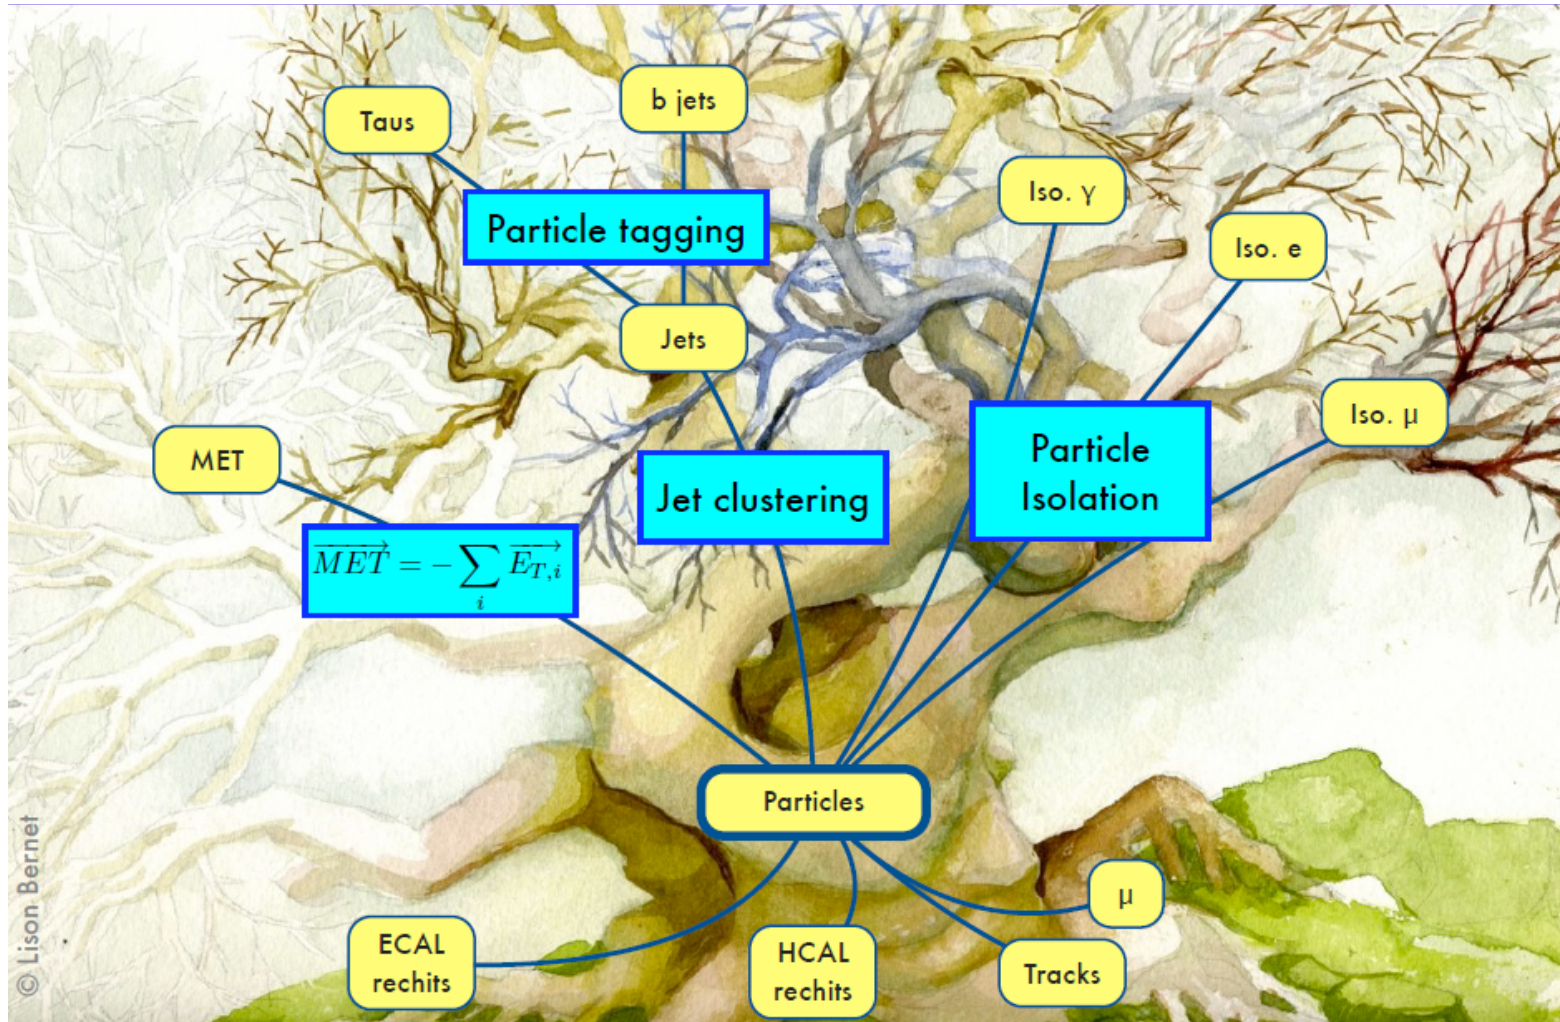 b jets
Taus
Iso. γ
Particle tagging
Iso. e
Jets
Iso. μ
MET
Particle
Isolation
Jet clustering
$\overrightarrow{MET} = -\sum_i \overrightarrow{E_{T,i}}$
Particles
μ
ECAL
rechits
HCAL
rechits
Tracks
© Lison Bernet